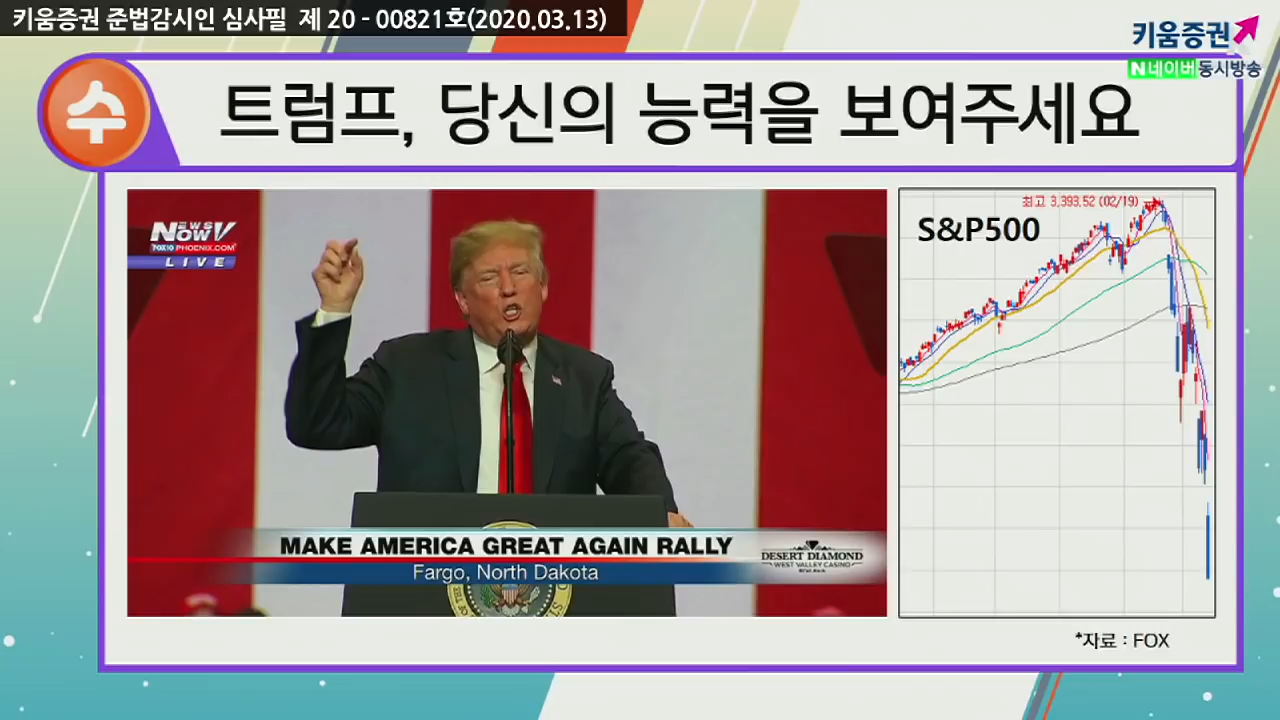 키움증권 준법감시인 심사필 제 20 - 00821호(2020.03.13)
키움증권
N 네이버 동시방송
수
트럼프, 당신의 능력을 보여주세요
NEWS
NOW
FOX10 PHOENIX.COM
LIVE
최고 3,393.52 (02/19)
S&P500
MAKE AMERICA GREAT AGAIN RALLY
Fargo, North Dakota
DESERT DIAMOND
WEST VALLEY CASINO
*자료 : FOX